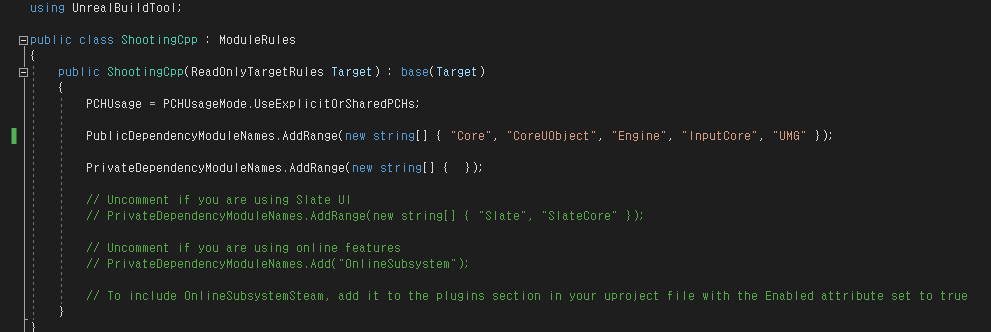 using UnrealBuildTool;
public class ShootingCpp : ModuleRules
{
public ShootingCpp(ReadOnlyTargetRules Target) : base(Target)
{
PCHUsage = PCHUsageMode.UseExplicitOrSharedPCHs;
PublicDependencyModuleNames.AddRange(new string[] { "Core", "CoreUObject", "Engine", "InputCore", "UMG" });
PrivateDependencyModuleNames.AddRange(new string[] {  });
// Uncomment if you are using Slate UI
// PrivateDependencyModuleNames.AddRange(new string[] { "Slate", "SlateCore" });
// Uncomment if you are using online features
// PrivateDependencyModuleNames.Add("OnlineSubsystem");
// To include OnlineSubsystemSteam, add it to the plugins section in your uproject file with the Enabled attribute set to true
}
}